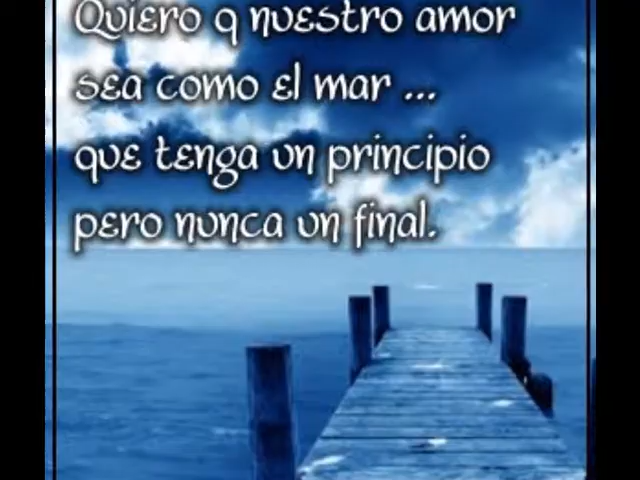 Quiero q nuestro amor
sea como el mar ...
que tenga un principio
pero nunca un final.